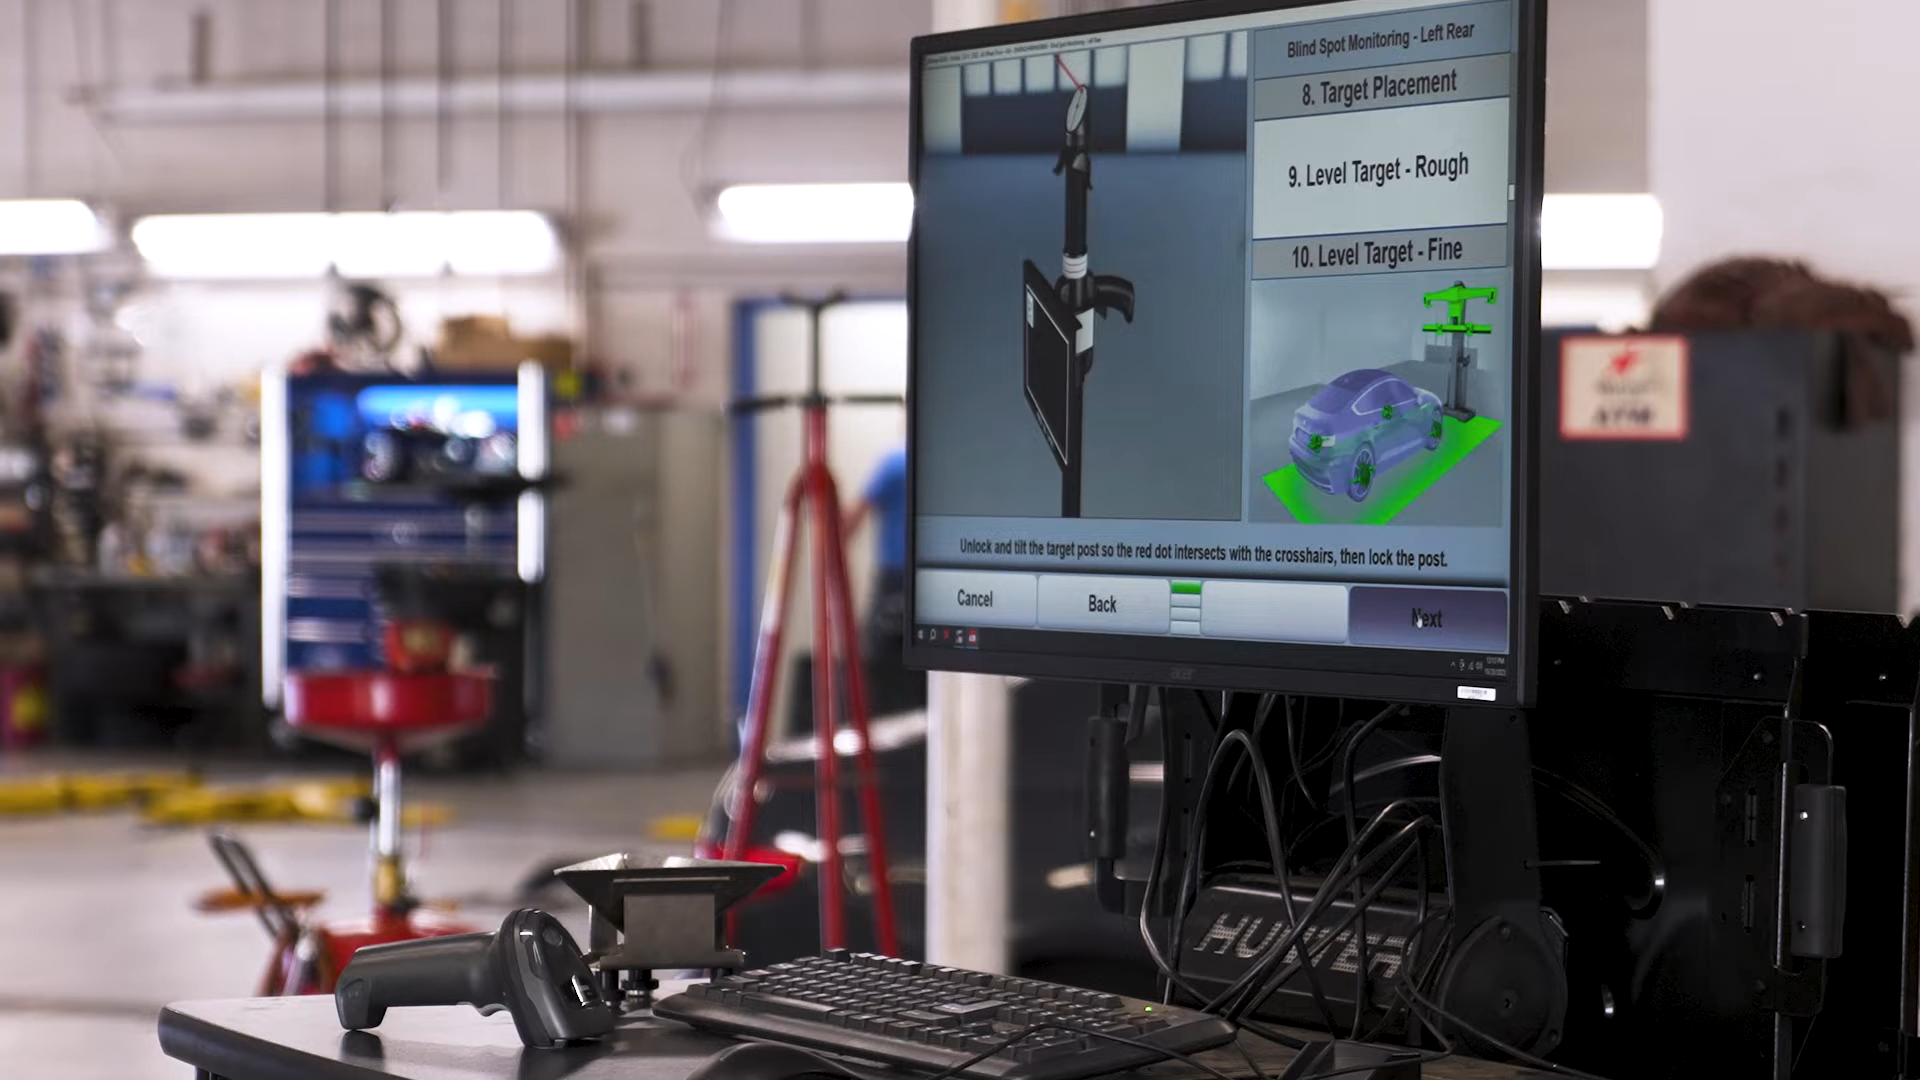 Blind Spot Monitoring - Left Rear
8. Target Placement
9. Level Target - Rough
10. Level Target - Fine
Unlock and tilt the target post so the red dot intersects with the crosshairs, then lock the post.
Cancel
Back
Next
acer
HUNTER